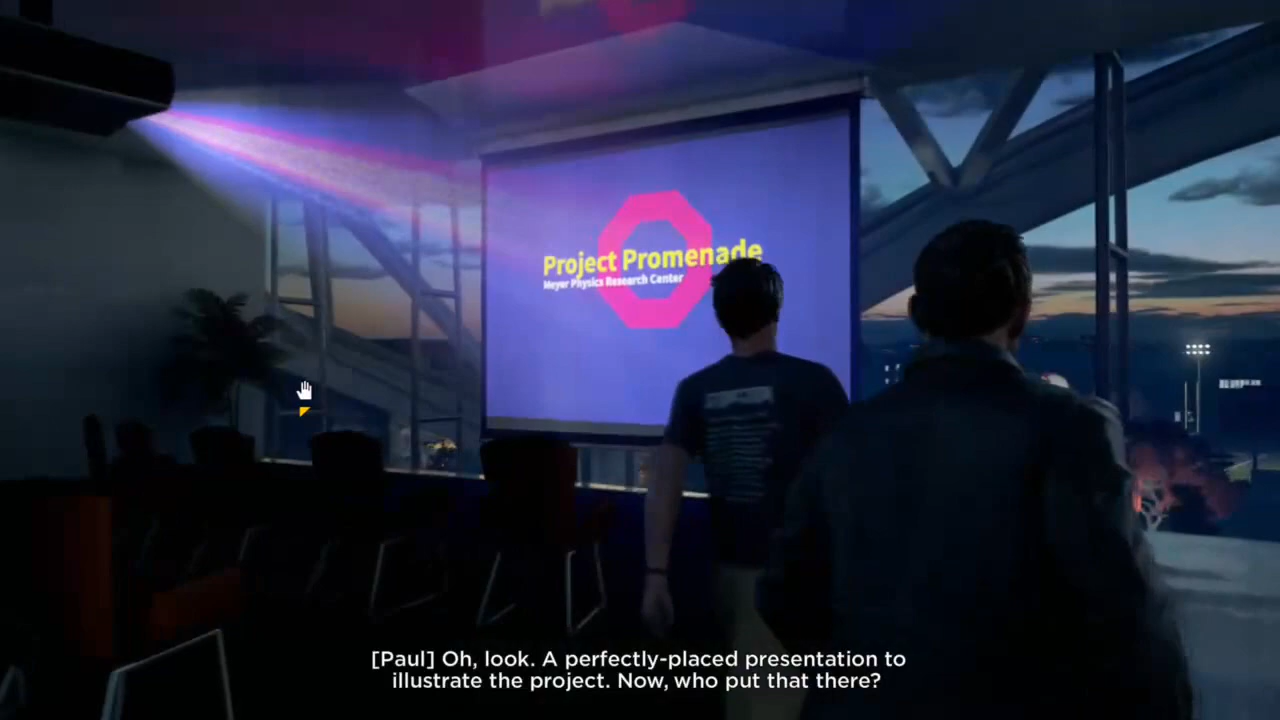 Project Promenade
Meyer Physics Research Center
[Paul] Oh, look. A perfectly-placed presentation to
illustrate the project. Now, who put that there?